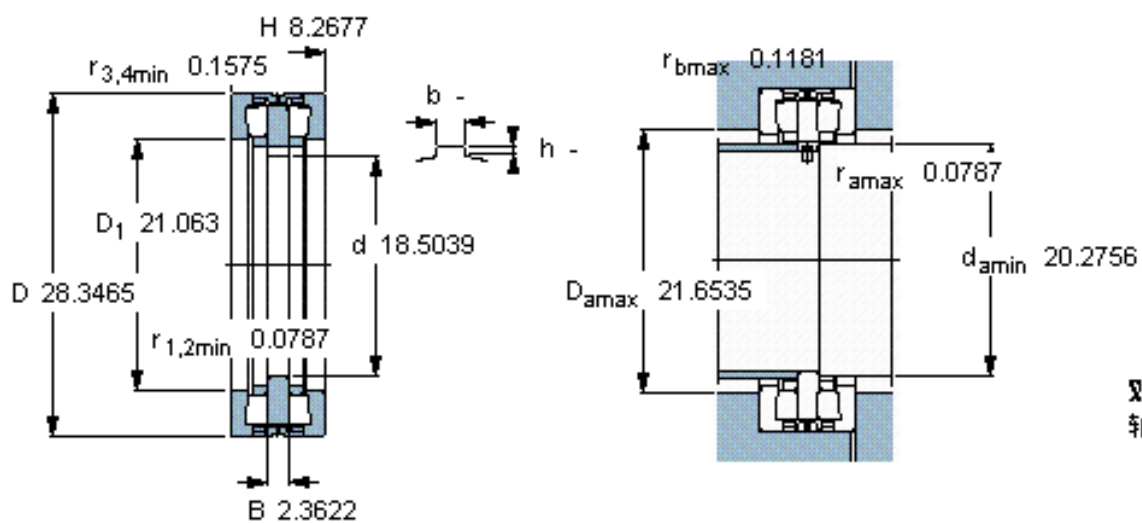 H 8.2677
r3,4min 0.1575
b -
h -
D1 21.063
d 18.5039
D 28.3465
r1,2min 0.0787
B 2.3622
rbmax 0.1181
ramax 0.0787
damin 20.2756
Damax 21.6535